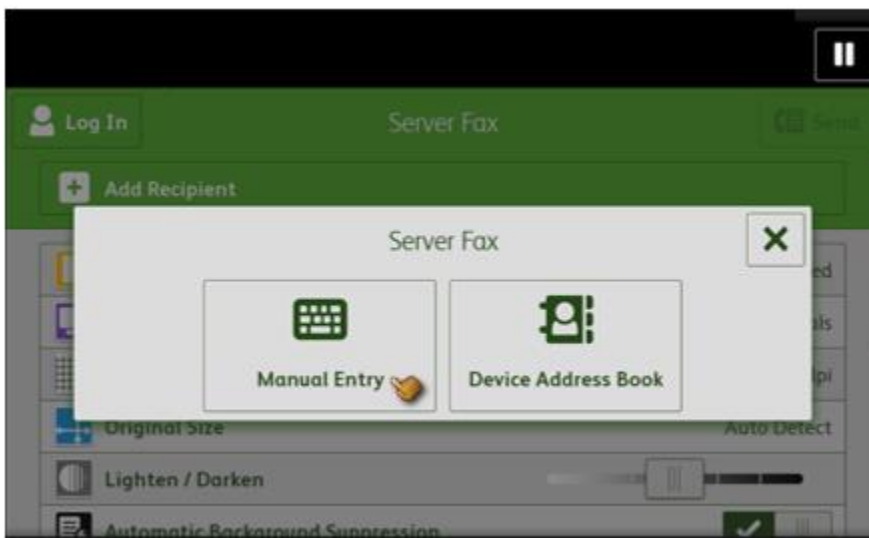 Log In
Server Fax
Send
Add Recipient
Server Fax
Manual Entry
Device Address Book
Original Size
Auto Detect
Lighten / Darken
Automatic Background Suppression